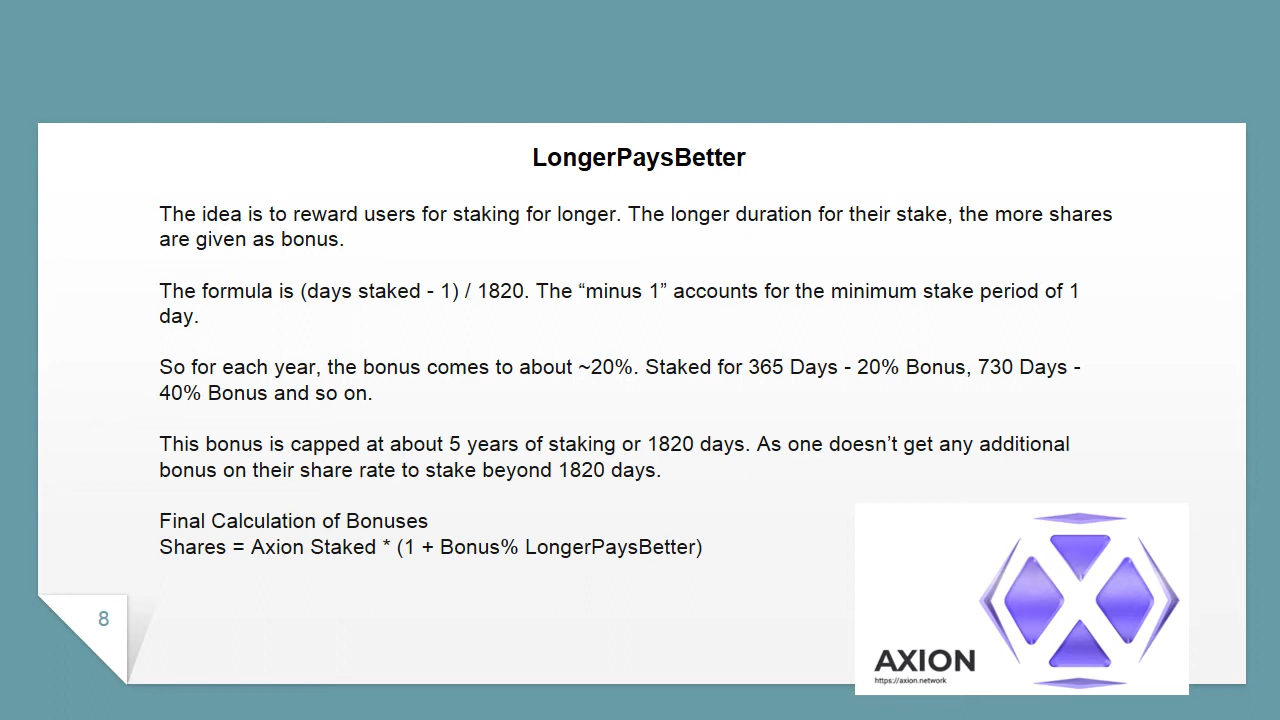 LongerPaysBetter
The idea is to reward users for staking for longer. The longer duration for their stake, the more shares
are given as bonus.
The formula is (days staked - 1) / 1820. The “minus 1” accounts for the minimum stake period of 1
day.
So for each year, the bonus comes to about ~20%. Staked for 365 Days - 20% Bonus, 730 Days -
40% Bonus and so on.
This bonus is capped at about 5 years of staking or 1820 days. As one doesn’t get any additional
bonus on their share rate to stake beyond 1820 days.
Final Calculation of Bonuses
Shares = Axion Staked * (1 + Bonus% LongerPaysBetter)
8
AXION
https://axion.network